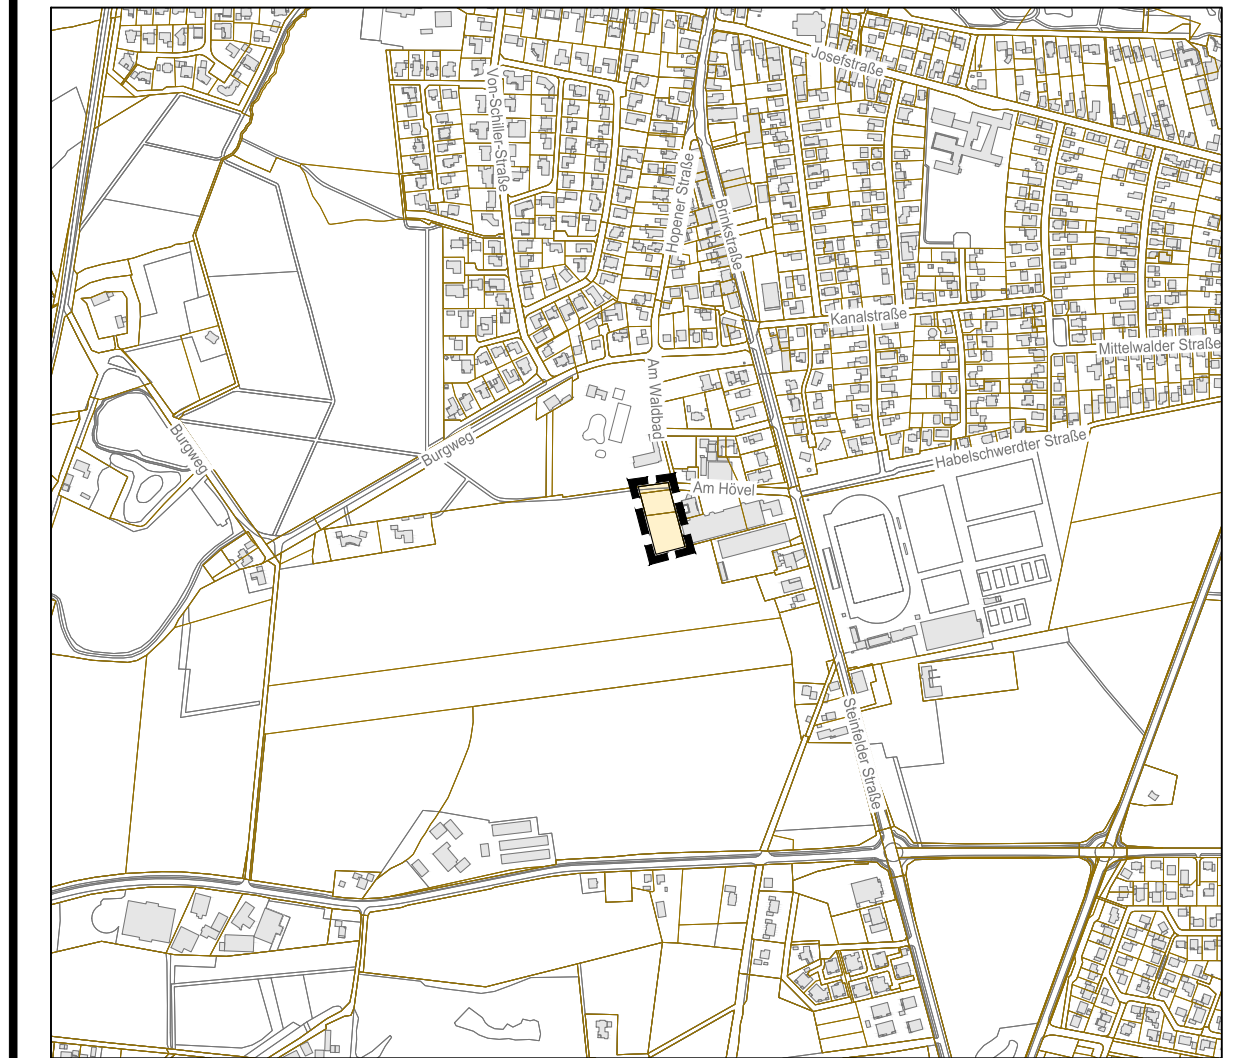 Josefstraße
Von-Schiller-Straße
Hopener Straße
Brinkstraße
Kanalstraße
Mittelwalder Straße
Am Waldbad
Burgweg
Burgweg
Habelschwerdter Straße
Am Hövel
Steinfelder Straße